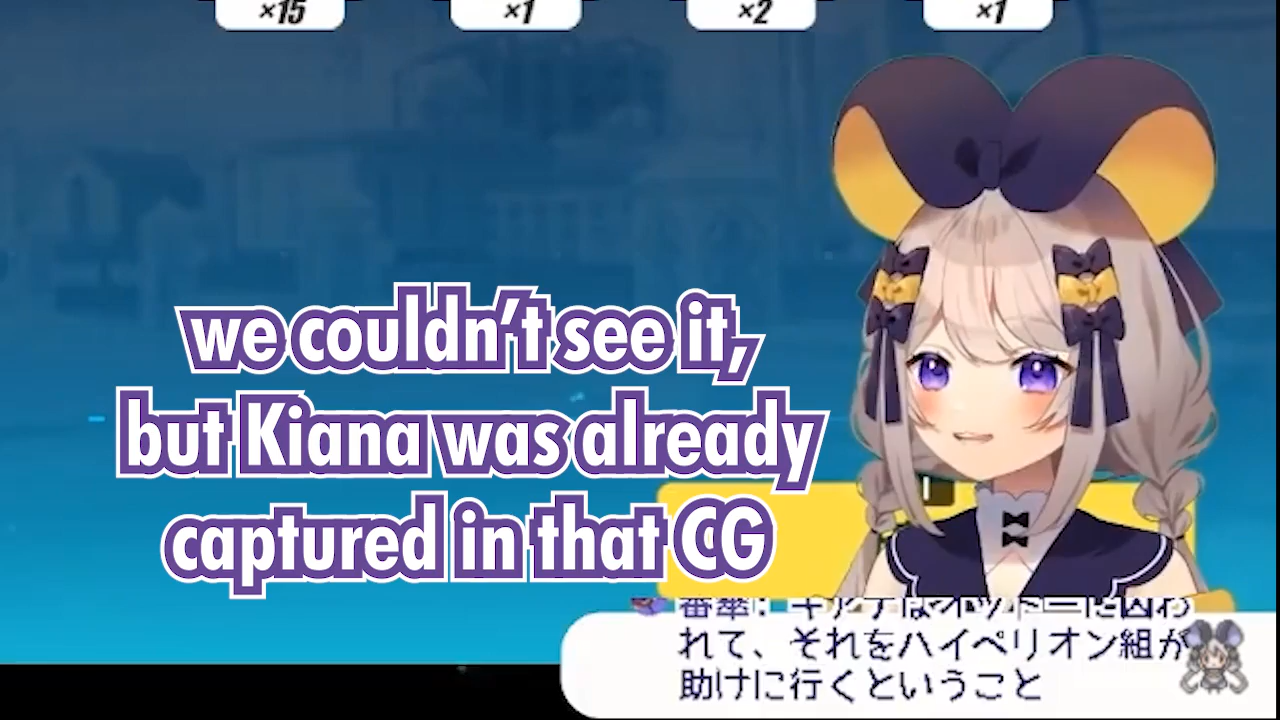 ×15 ×1 ×2 ×1
we couldn't see it,
but Kiana was already
captured in that CG
れて、それをハイペリオン組が
助けに行くということ